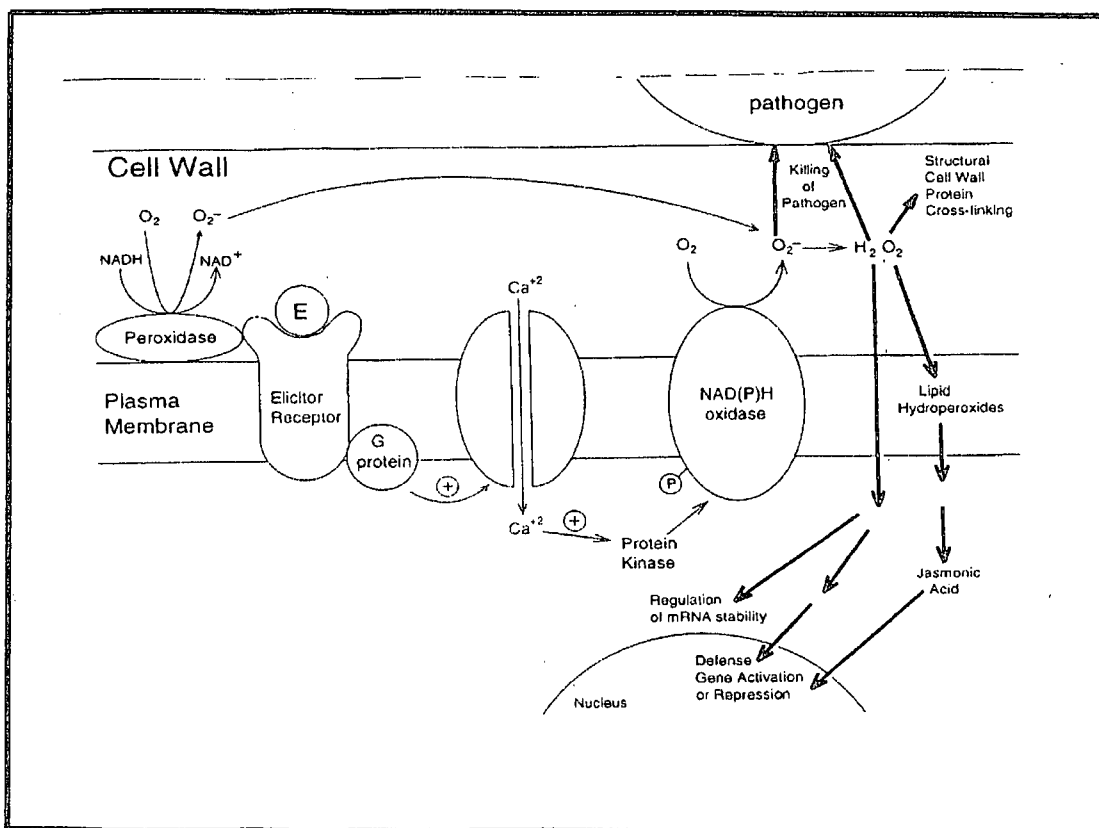 pathogen
Cell Wall
Killing
of
Pathogen
Structural
Cell Wall
Protein
Cross-linking
O₂
O₂⁻
NADH
NAD⁺
O₂
O₂⁻
H₂O₂
E
Ca⁺²
Peroxidase
Plasma
Membrane
Elicitor
Receptor
G
protein
+
NAD(P)H
oxidase
P
Lipid
Hydroperoxides
Ca⁺²
+
Protein
Kinase
Jasmonic
Acid
Regulation
of mRNA stability
Defense
Gene Activation
or Repression
Nucleus